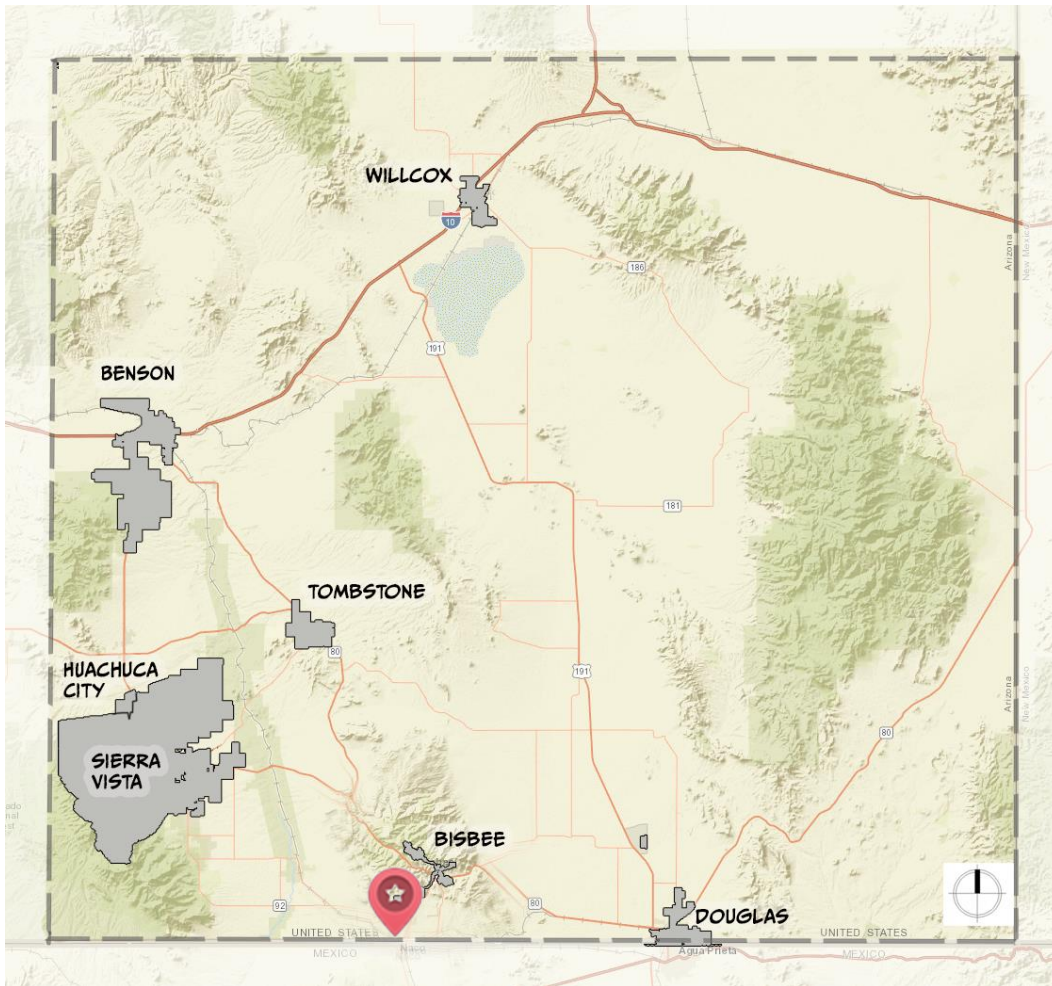 WILLCOX
10
186
Arizona
New Mexico
191
BENSON
181
TOMBSTONE
80
HUACHUCA
CITY
191
Arizona
New Mexico
80
SIERRA
VISTA
BISBEE
92
80
DOUGLAS
UNITED STATES
UNITED STATES
MEXICO
Naco
Agua Prieta
MEXICO